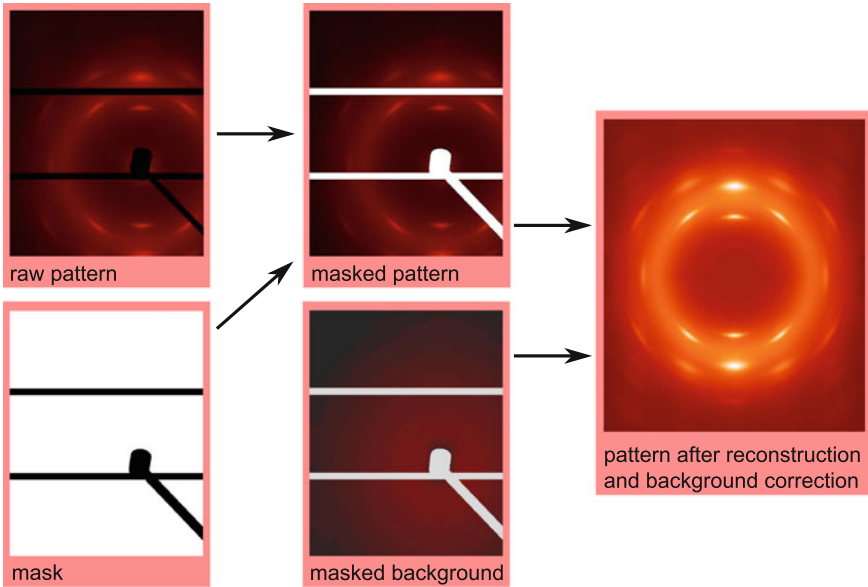 raw pattern
masked pattern
mask
masked background
pattern after reconstruction
and background correction